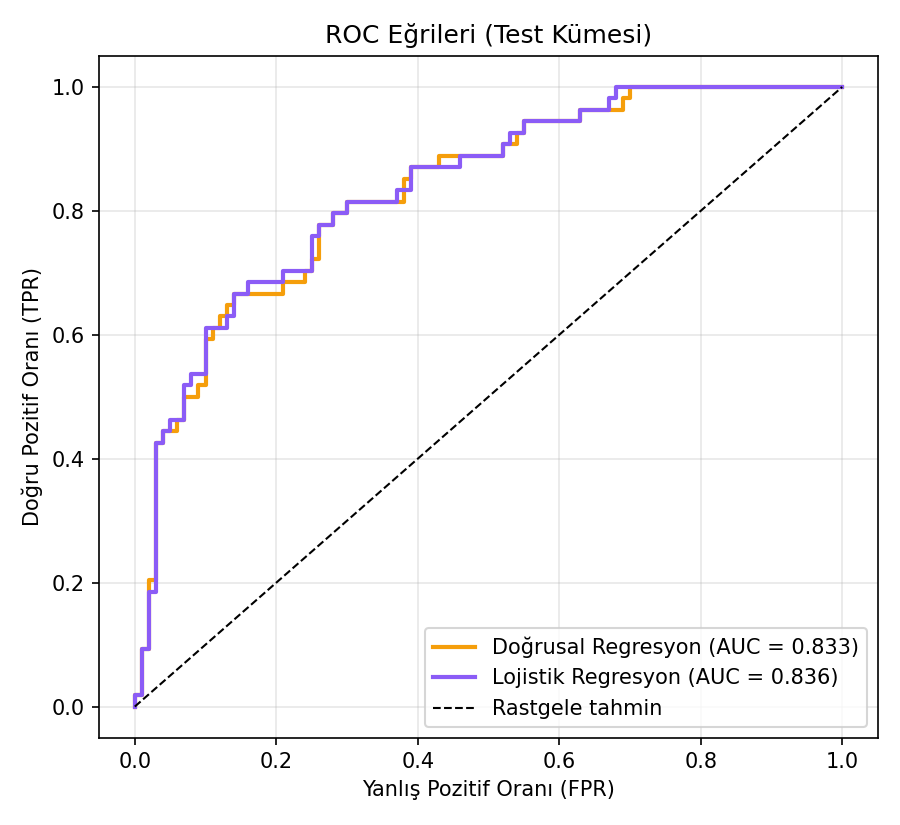 ROC Eğrileri (Test Kümesi)
Doğru Pozitif Oranı (TPR)
1.0
0.8
0.6
0.4
0.2
0.0
Doğrusal Regresyon (AUC = 0.833)
Lojistik Regresyon (AUC = 0.836)
Rastgele tahmin
0.0 0.2 0.4 0.6 0.8 1.0
Yanlış Pozitif Oranı (FPR)